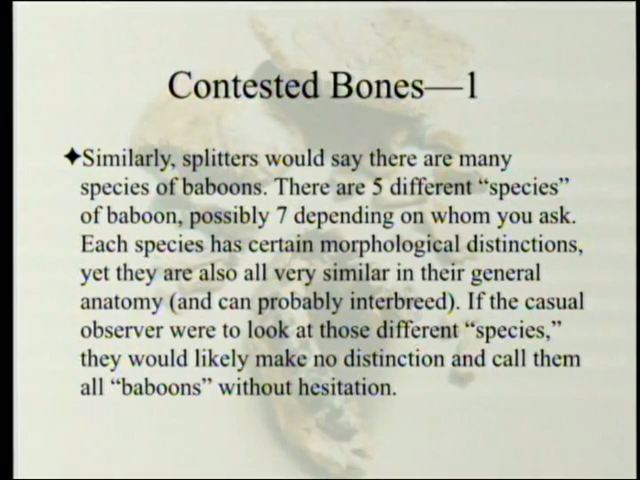 Contested Bones—1
✦Similarly, splitters would say there are many
species of baboons. There are 5 different “species”
of baboon, possibly 7 depending on whom you ask.
Each species has certain morphological distinctions,
yet they are also all very similar in their general
anatomy (and can probably interbreed). If the casual
observer were to look at those different “species,”
they would likely make no distinction and call them
all “baboons” without hesitation.